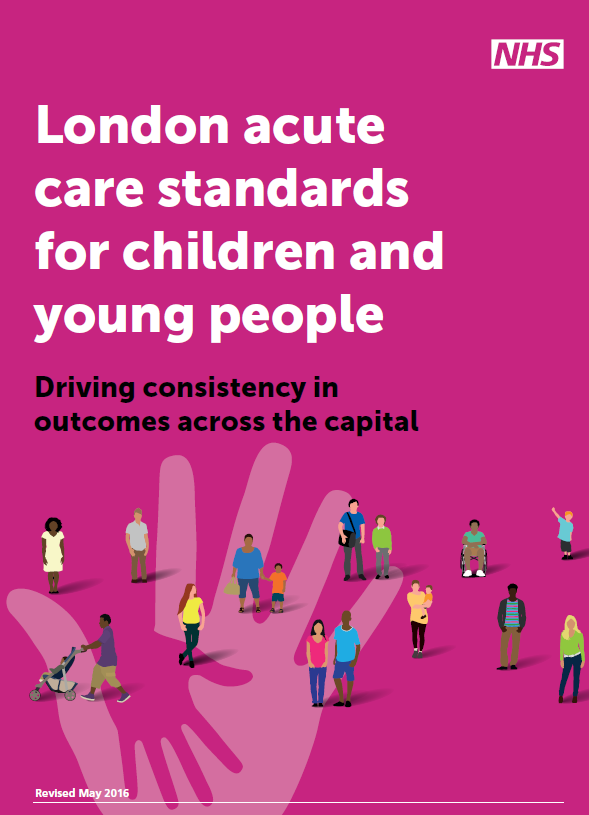 NHS
London acute
care standards
for children and
young people
Driving consistency in
outcomes across the capital
Revised May 2016